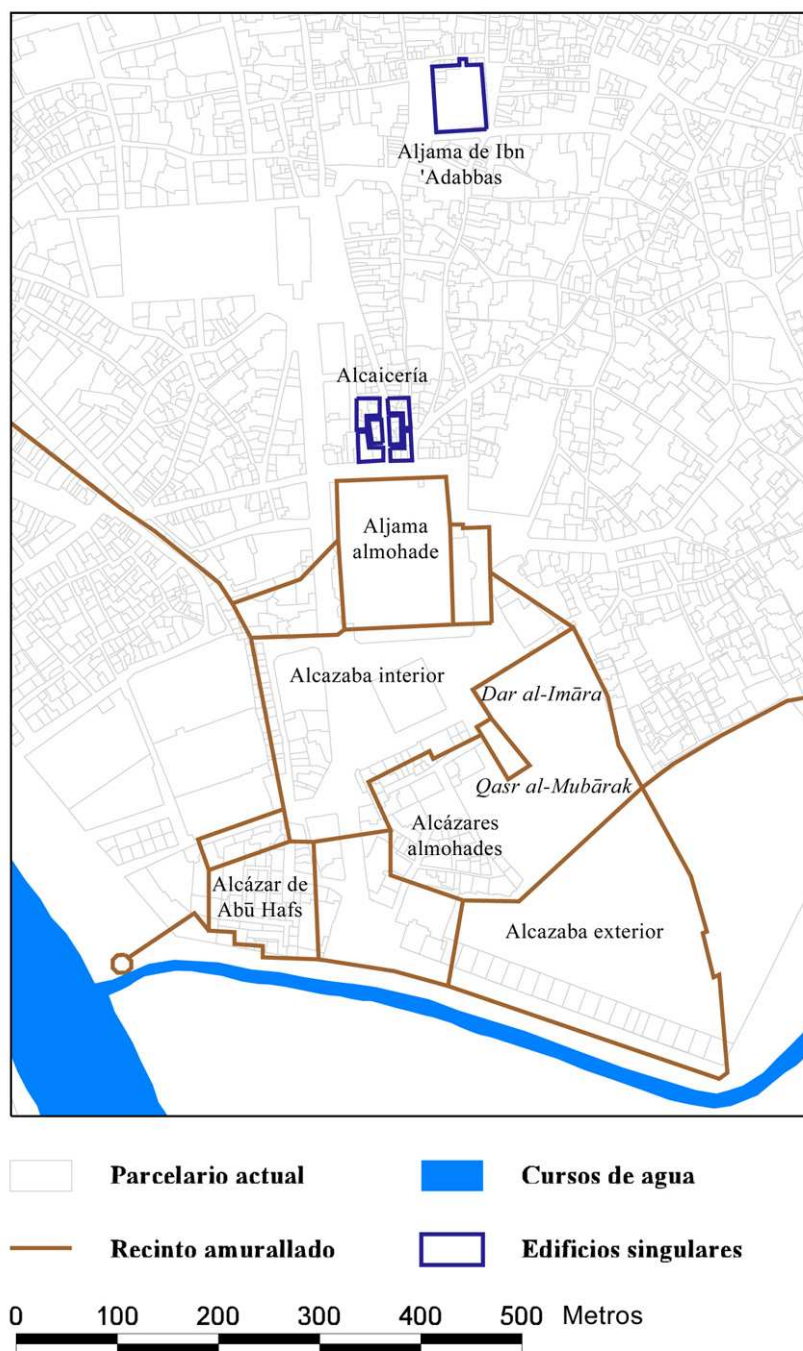 Aljama de Ibn
'Adabbas
Alcaicería
Aljama
almohade
Alcazaba interior
Dar al-Imāra
Qasr al-Mubārak
Alcázares
almohades
Alcázar de
Abū Hafs
Alcazaba exterior
Parcelario actual
Cursos de agua
Recinto amurallado
Edificios singulares
0 100 200 300 400 500 Metros